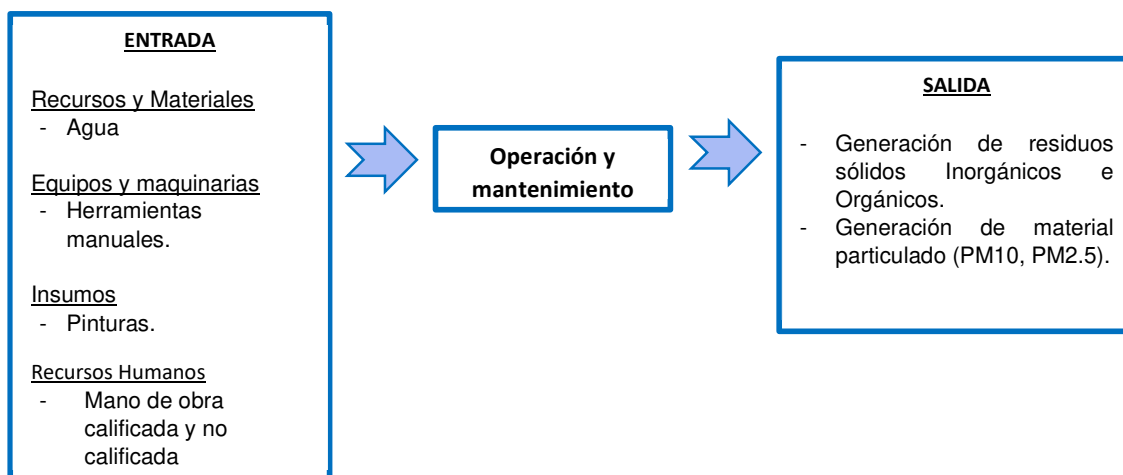 ENTRADA
Recursos y Materiales
- Agua
Equipos y maquinarias
- Herramientas
manuales.
Insumos
- Pinturas.
Recursos Humanos
- Mano de obra
calificada y no
calificada
Operación y
mantenimiento
SALIDA
- Generación de residuos
sólidos Inorgánicos e
Orgánicos.
- Generación de material
particulado (PM10, PM2.5).